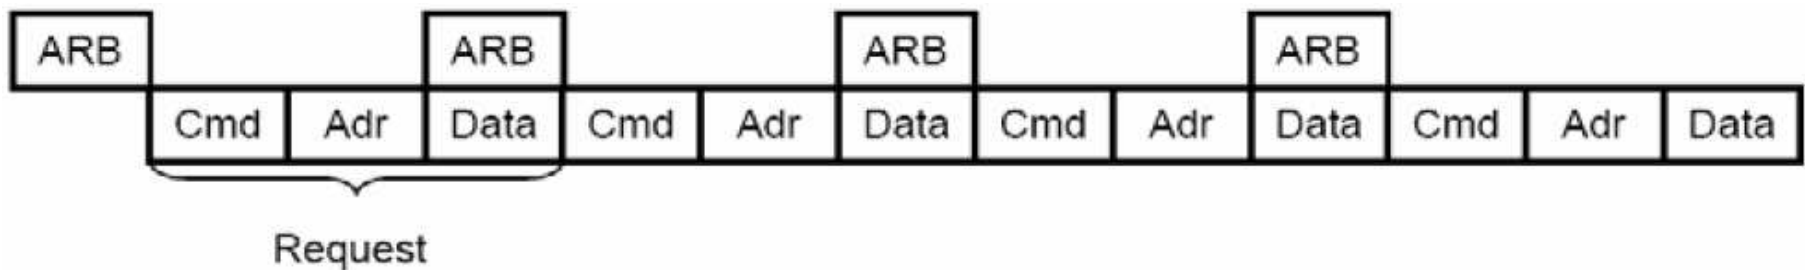 ARB ARB ARB ARB
Cmd Adr Data Cmd Adr Data Cmd Adr Data Cmd Adr Data
Request